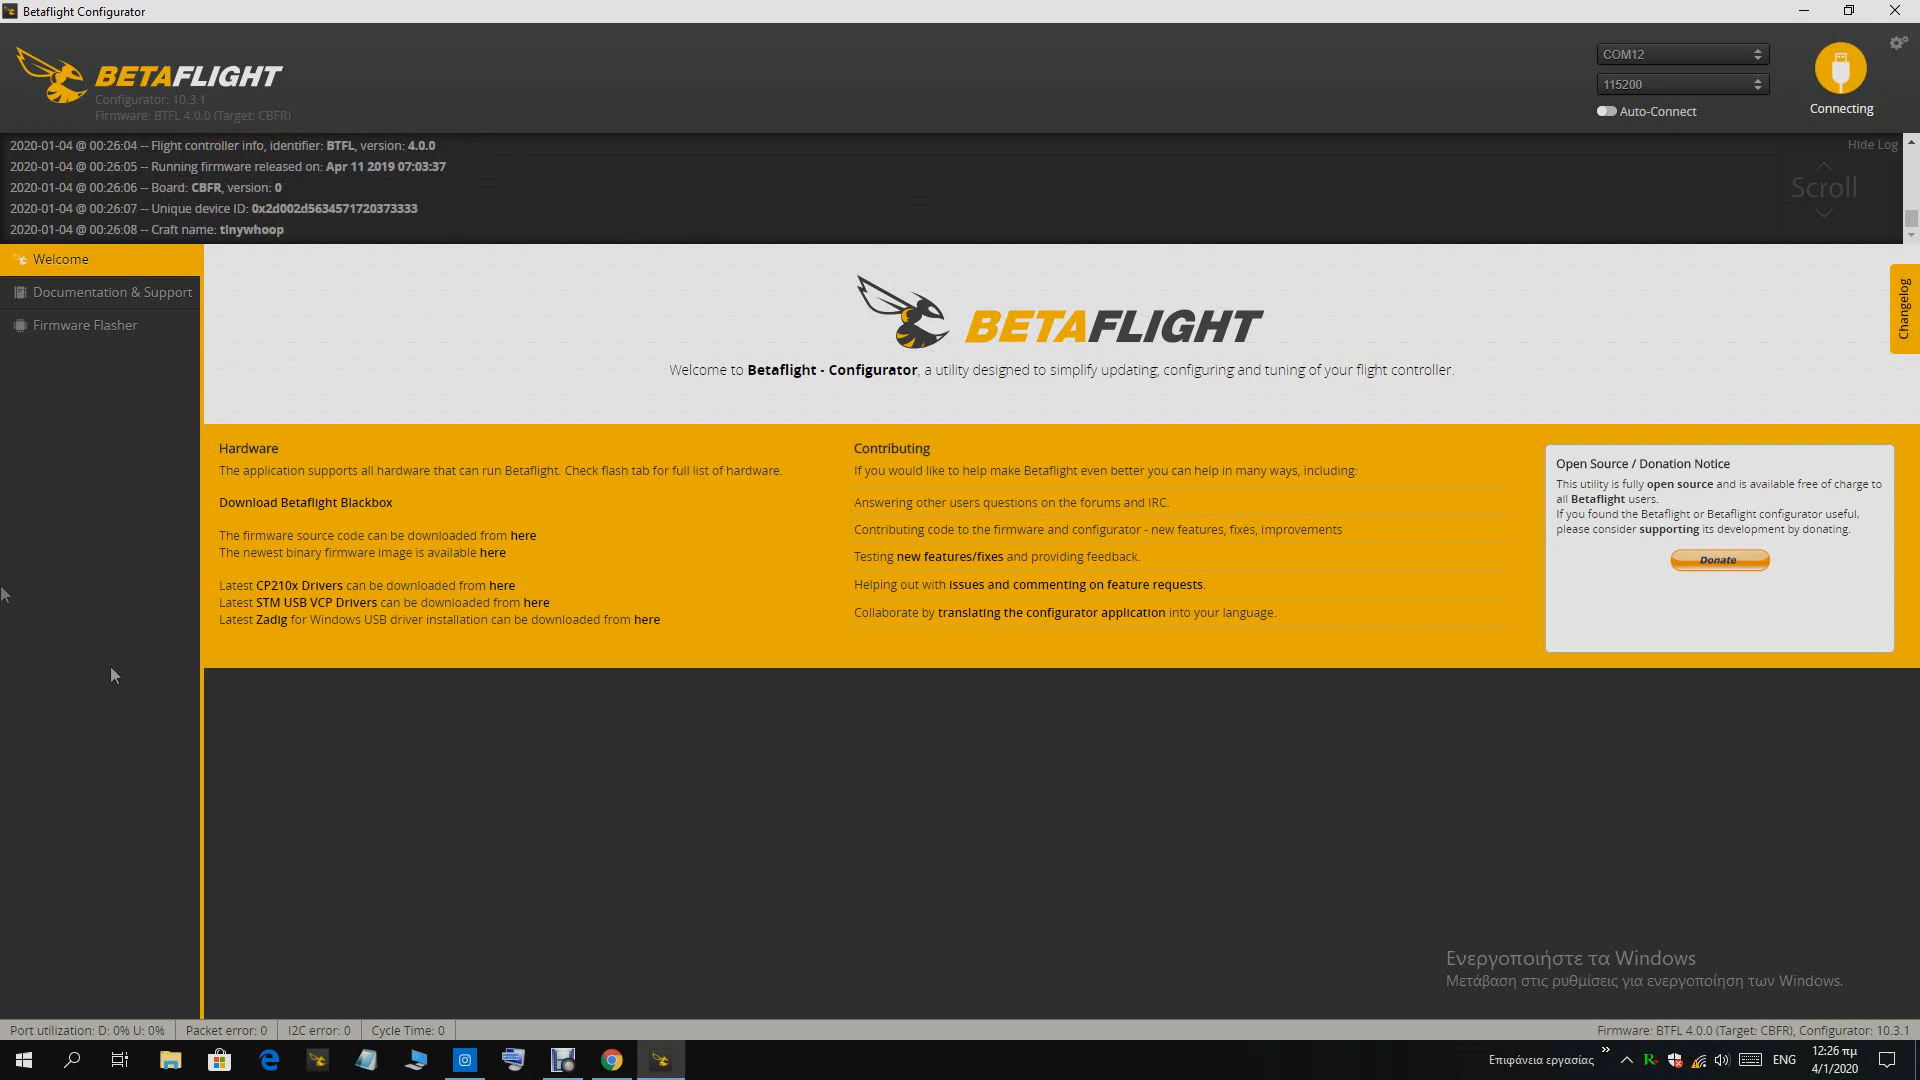 Betaflight Configurator
BETAFLIGHT
Configurator: 10.3.1
Firmware: BTFL 4.0.0 (Target: CBFR)
COM12
115200
Auto-Connect
Connecting
2020-01-04 @ 00:26:04 -- Flight controller info, identifier: BTFL, version: 4.0.0
2020-01-04 @ 00:26:05 -- Running firmware released on: Apr 11 2019 07:03:37
2020-01-04 @ 00:26:06 -- Board: CBFR, version: 0
2020-01-04 @ 00:26:07 -- Unique device ID: 0x2d002d5634571720373333
2020-01-04 @ 00:26:08 -- Craft name: tinywhoop
Hide Log
Scroll
Welcome
Documentation & Support
Firmware Flasher
BETAFLIGHT
Welcome to Betaflight - Configurator, a utility designed to simplify updating, configuring and tuning of your flight controller.
Changelog
Hardware
The application supports all hardware that can run Betaflight. Check flash tab for full list of hardware.
Download Betaflight Blackbox
The firmware source code can be downloaded from here
The newest binary firmware image is available here
Latest CP210x Drivers can be downloaded from here
Latest STM USB VCP Drivers can be downloaded from here
Latest Zadig for Windows USB driver installation can be downloaded from here
Contributing
If you would like to help make Betaflight even better you can help in many ways, including:
Answering other users questions on the forums and IRC.
Contributing code to the firmware and configurator - new features, fixes, improvements
Testing new features/fixes and providing feedback.
Helping out with issues and commenting on feature requests.
Collaborate by translating the configurator application into your language.
Open Source / Donation Notice
This utility is fully open source and is available free of charge to
all Betaflight users.
If you found the Betaflight or Betaflight configurator useful,
please consider supporting its development by donating.
Donate
Ενεργοποιήστε τα Windows
Μετάβαση στις ρυθμίσεις για ενεργοποίηση των Windows.
Port utilization: D: 0% U: 0%
Packet error: 0
I2C error: 0
Cycle Time: 0
Firmware: BTFL 4.0.0 (Target: CBFR), Configurator: 10.3.1
Επιφάνεια εργασίας
ENG
12:26 πμ
4/1/2020